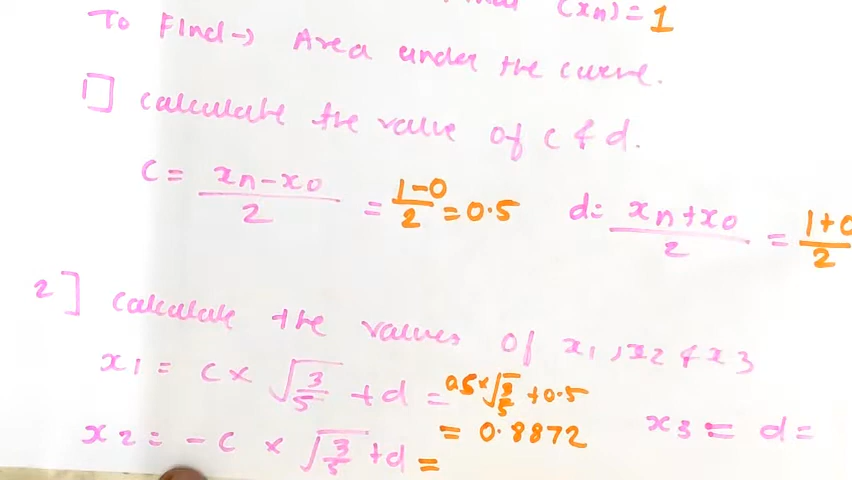 (xn) = 1
To Find → Area under the curve.
1] Calculate the value of c & d.
c = xn-x0/2 = 1-0/2 = 0.5 d = xn+x0/2 = 1+0/2
2] Calculate the values of x1, x2 & x3
x1 = c × √3/5 + d = 0.5 × √3/5 + 0.5
= 0.8872 x3 = d =
x2 = -c × √3/5 + d =